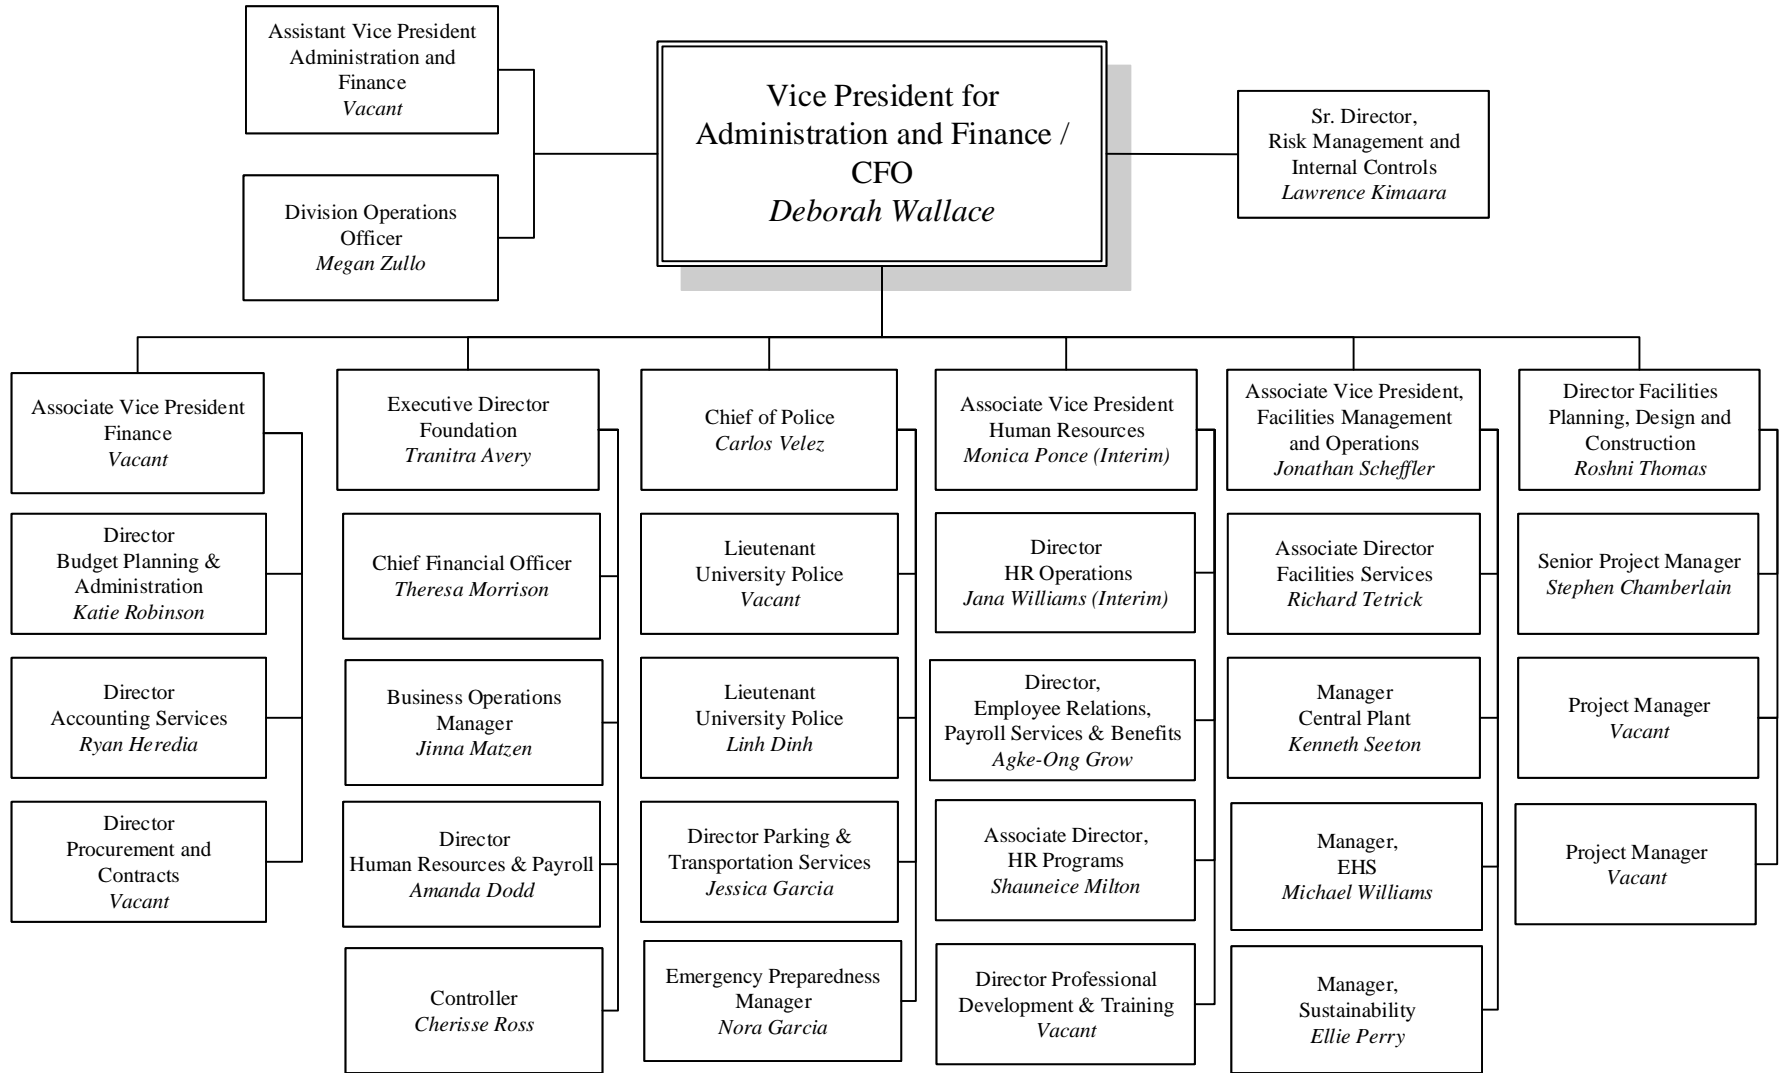 Assistant Vice President
Administration and
Finance
Vacant
Division Operations
Officer
Megan Zullo
Vice President for
Administration and Finance /
CFO
Deborah Wallace
Sr. Director,
Risk Management and
Internal Controls
Lawrence Kimaara
Associate Vice President
Finance
Vacant
Director
Budget Planning &
Administration
Katie Robinson
Director
Accounting Services
Ryan Heredia
Director
Procurement and
Contracts
Vacant
Executive Director
Foundation
Tranitra Avery
Chief Financial Officer
Theresa Morrison
Business Operations
Manager
Jinna Matzen
Director
Human Resources & Payroll
Amanda Dodd
Controller
Cherisse Ross
Chief of Police
Carlos Velez
Lieutenant
University Police
Vacant
Lieutenant
University Police
Linh Dinh
Director Parking &
Transportation Services
Jessica Garcia
Emergency Preparedness
Manager
Nora Garcia
Associate Vice President
Human Resources
Monica Ponce (Interim)
Director
HR Operations
Jana Williams (Interim)
Director,
Employee Relations,
Payroll Services & Benefits
Agke-Ong Grow
Associate Director,
HR Programs
Shauneice Milton
Director Professional
Development & Training
Vacant
Associate Vice President,
Facilities Management
and Operations
Jonathan Scheffler
Associate Director
Facilities Services
Richard Tetrick
Manager
Central Plant
Kenneth Seeton
Manager,
EHS
Michael Williams
Manager,
Sustainability
Ellie Perry
Director Facilities
Planning, Design and
Construction
Roshni Thomas
Senior Project Manager
Stephen Chamberlain
Project Manager
Vacant
Project Manager
Vacant